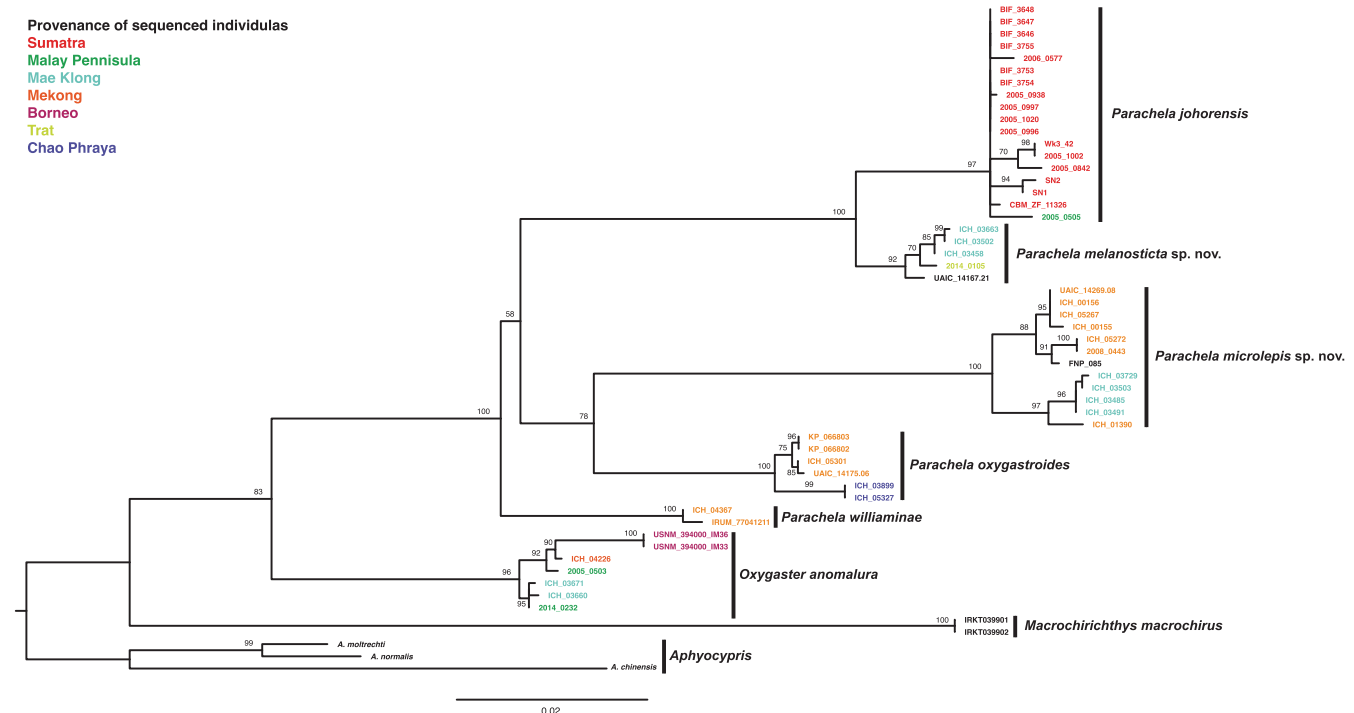 Provenance of sequenced individulas
Sumatra
Malay Pennisula
Mae Klong
Mekong
Borneo
Trat
Chao Phraya
BIF_3648
BIF_3647
BIF_3646
BIF_3755
2006_0577
BIF_3753
BIF_3754
2005_0938
2005_0997
2005_1020
2005_0996
98
Wk3_42
70
2005_1002
97
2005_0842
94
SN2
SN1
CBM_ZF_11326
2005_0505
Parachela johorensis
100
99
ICH_03663
85
ICH_03502
70
ICH_03458
92
2014_0105
UAIC_14167.21
Parachela melanosticta sp. nov.
58
UAIC_14269.08
95
ICH_00156
ICH_05267
88
ICH_00155
100
ICH_05272
91
2008_0443
FNP_085
100
ICH_03729
96
ICH_03503
97
ICH_03485
ICH_03491
ICH_01390
Parachela microlepis sp. nov.
100
78
96
KP_066803
75
KP_066802
100
ICH_05301
85
UAIC_14175.06
99
ICH_03899
ICH_05327
Parachela oxygastroides
83
100
ICH_04367
IRUM_77041211
Parachela williaminae
100
USNM_394000_IM36
90
USNM_394000_IM33
92
ICH_04226
96
2005_0503
ICH_03671
ICH_03660
95
2014_0232
Oxygaster anomalura
100
IRKT039901
IRKT039902
Macrochirichthys macrochirus
99
A. moltrechti
A. normalis
A. chinensis
Aphyocypris
0.02